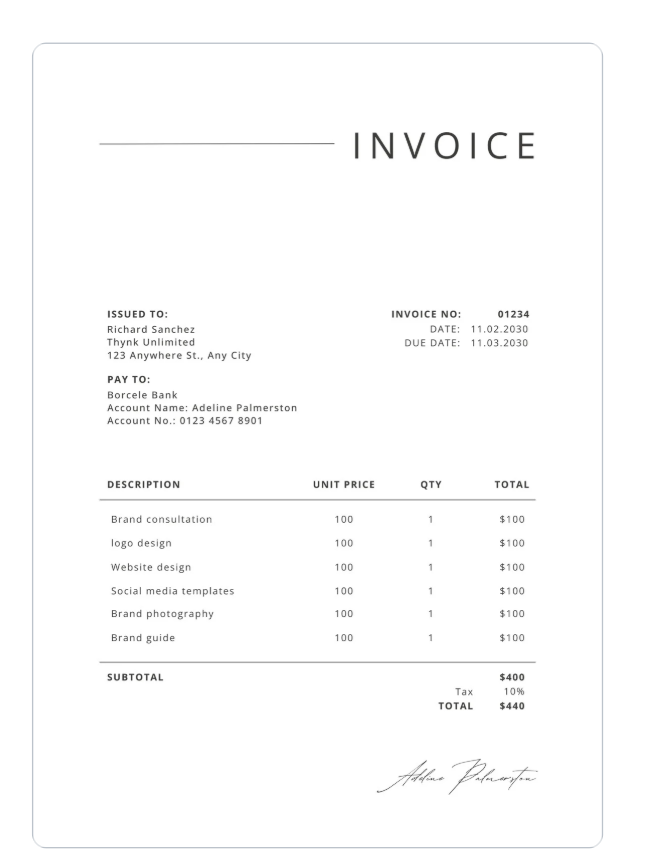 INVOICE
ISSUED TO:
Richard Sanchez
Thynk Unlimited
123 Anywhere St., Any City
INVOICE NO: 01234
DATE: 11.02.2030
DUE DATE: 11.03.2030
PAY TO:
Borcele Bank
Account Name: Adeline Palmerston
Account No.: 0123 4567 8901
DESCRIPTION UNIT PRICE QTY TOTAL
Brand consultation 100 1 $100
logo design 100 1 $100
Website design 100 1 $100
Social media templates 100 1 $100
Brand photography 100 1 $100
Brand guide 100 1 $100
SUBTOTAL $400
Tax 10%
TOTAL $440
Adeline Palmerston